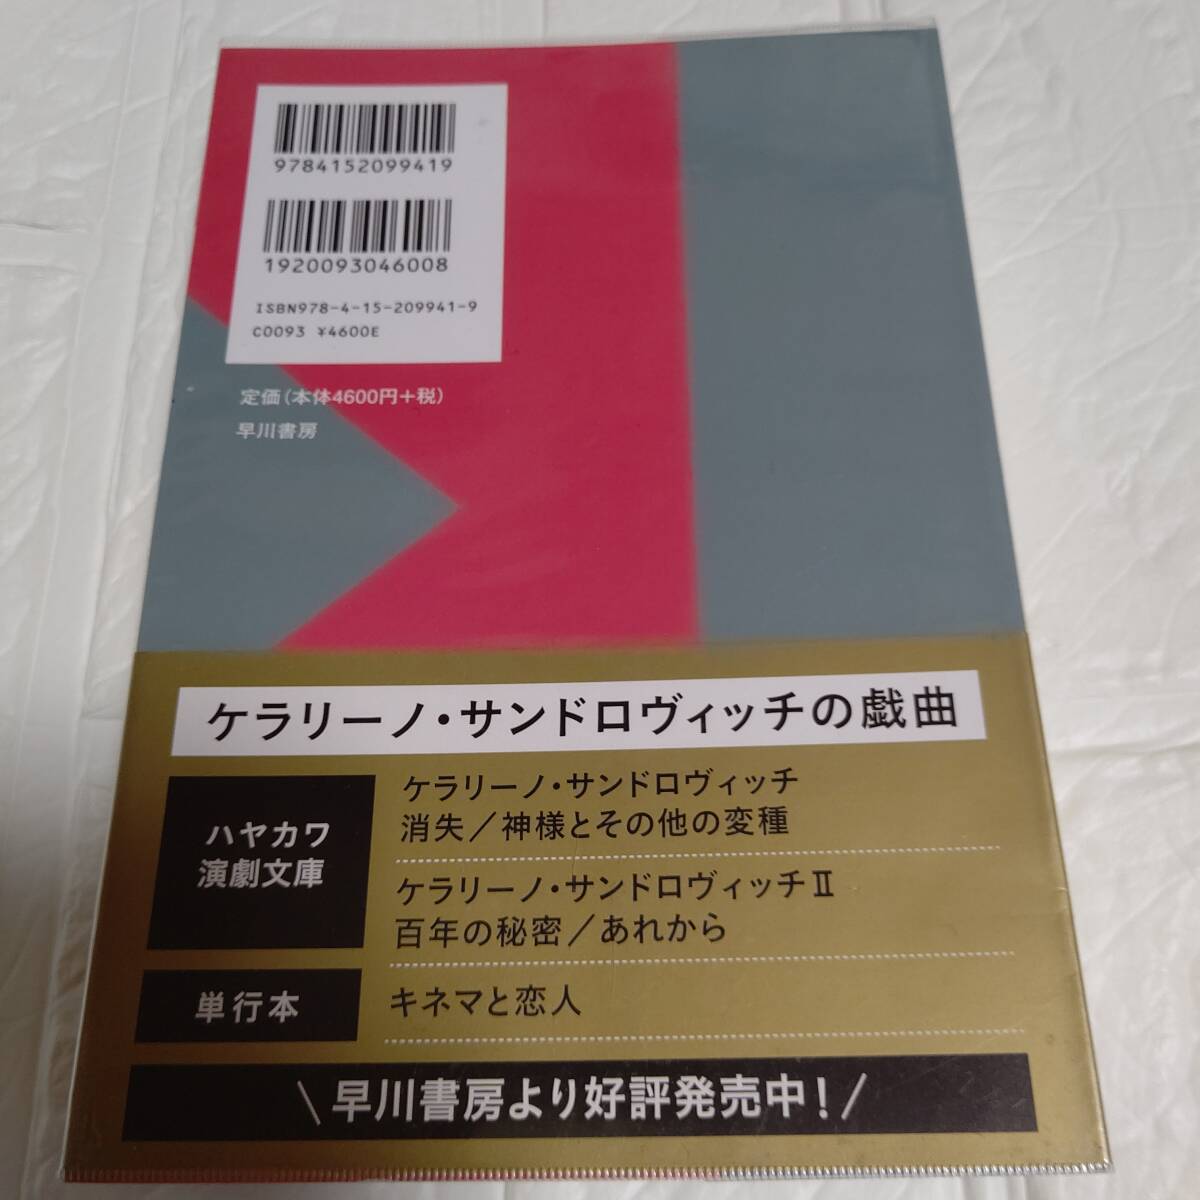 9784152099419
1920093046008
ISBN978-4-15-209941-9
C0093 ¥4600E
定価(本体4600円+税)
早川書房
ケラリーノ・サンドロヴィッチの戯曲
ハヤカワ
演劇文庫
ケラリーノ・サンドロヴィッチ
消失/神様とその他の変種
ケラリーノ・サンドロヴィッチⅡ
百年の秘密/あれから
単行本
キネマと恋人
\早川書房より好評発売中!/